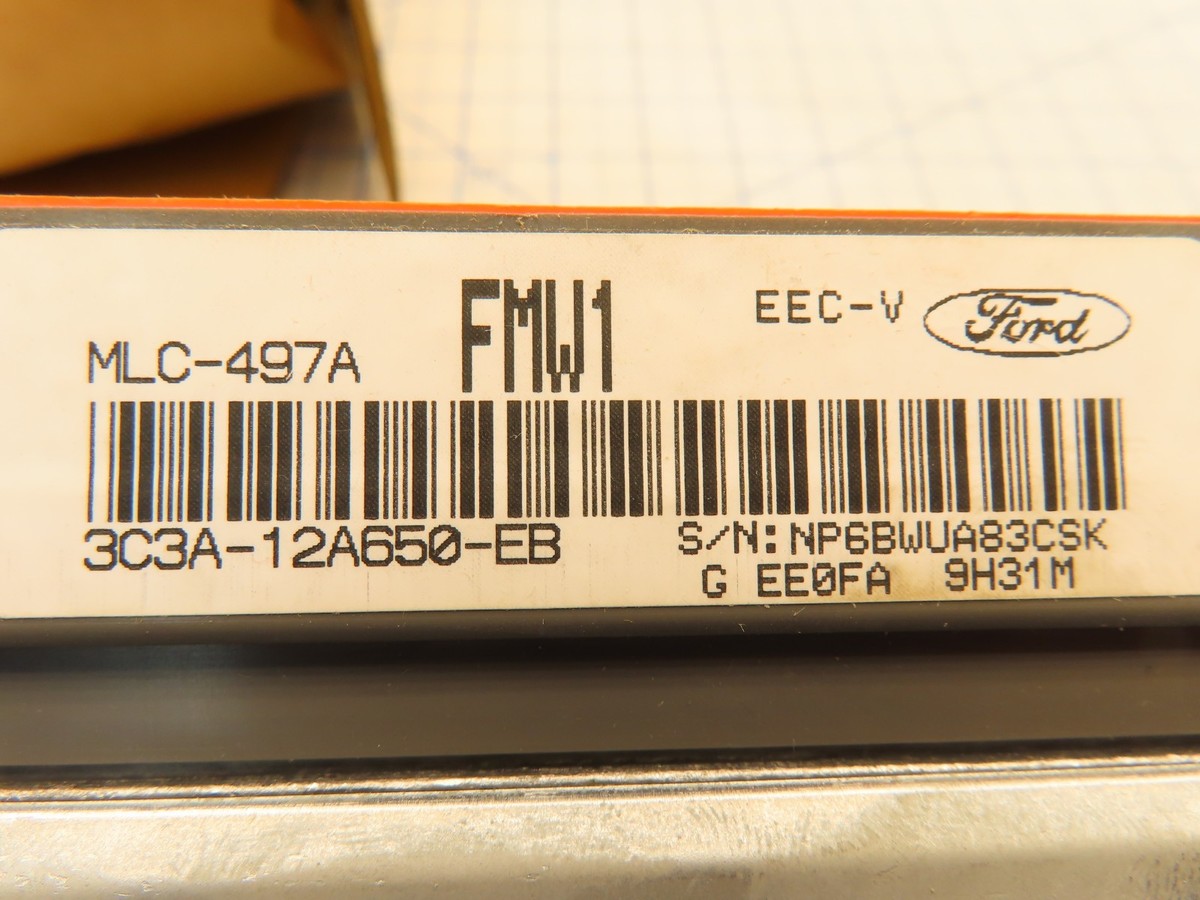 FMW1
EEC-V Ford
MLC-497A
3C3A-12A650-EB
S/N:NP6BWUA83CSK
G EE0FA 9H31M